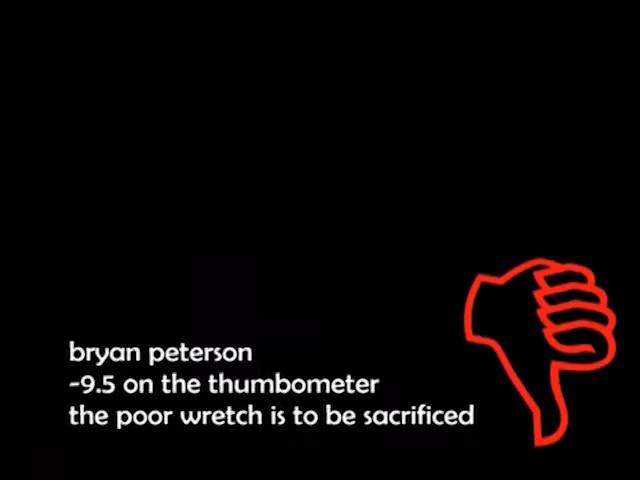 bryan peterson
-9.5 on the thumbometer
the poor wretch is to be sacrificed